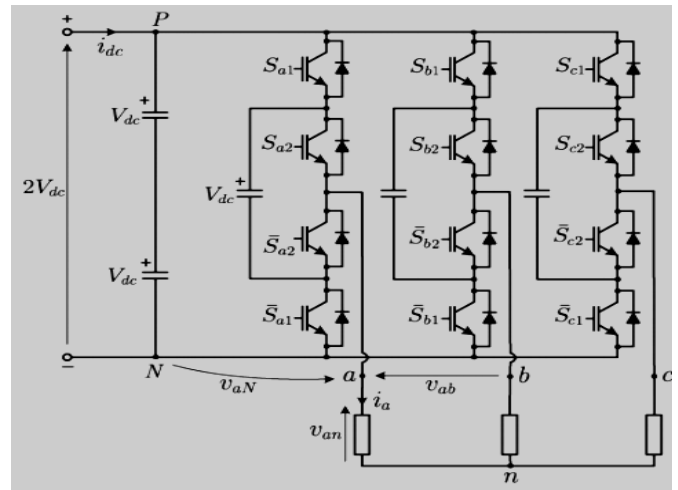 + P
i_dc
S_a1 S_b1 S_c1
+
V_dc
S_a2 S_b2 S_c2
2V_dc V_dc
S̄_a2 S̄_b2 S̄_c2
+
V_dc
S̄_a1 S̄_b1 S̄_c1
− N v_aN a v_ab b c
i_a
v_an
n